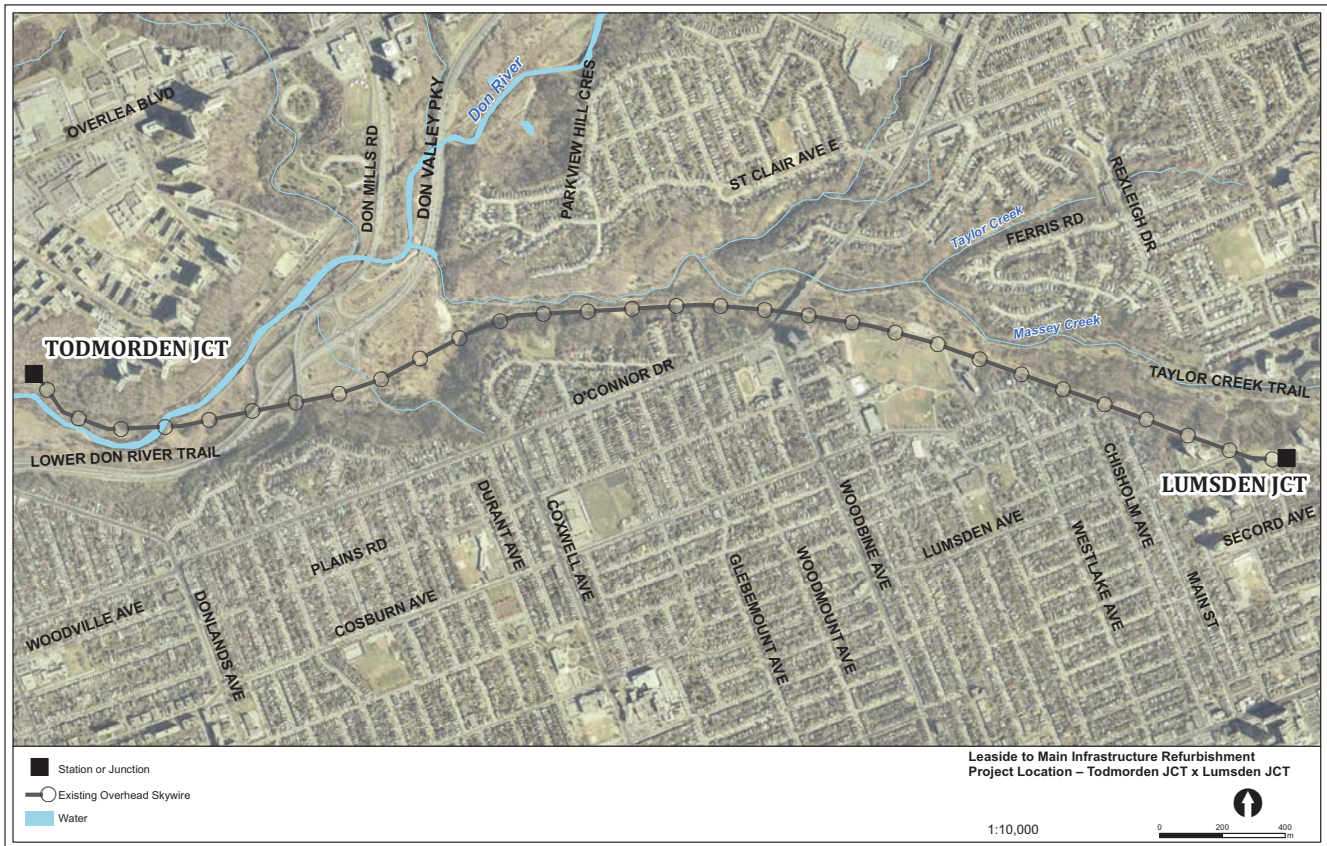 OVERLEA BLVD
DON MILLS RD
DON VALLEY PKY
Don River
PARKVIEW HILL CRES
ST CLAIR AVE E
Taylor Creek
FERRIS RD
REXLEIGH DR
Massey Creek
TAYLOR CREEK TRAIL
TODMORDEN JCT
LOWER DON RIVER TRAIL
O'CONNOR DR
LUMSDEN JCT
SECORD AVE
CHISHOLM AVE
MAIN ST
WESTLAKE AVE
LUMSDEN AVE
WOODBINE AVE
WOODMOUNT AVE
GLEBEMOUNT AVE
COXWELL AVE
DURANT AVE
PLAINS RD
COSBURN AVE
DONLANDS AVE
WOODVILLE AVE
Station or Junction
Existing Overhead Skywire
Water
Leaside to Main Infrastructure Refurbishment
Project Location – Todmorden JCT x Lumsden JCT
1:10,000
0 200 400
m